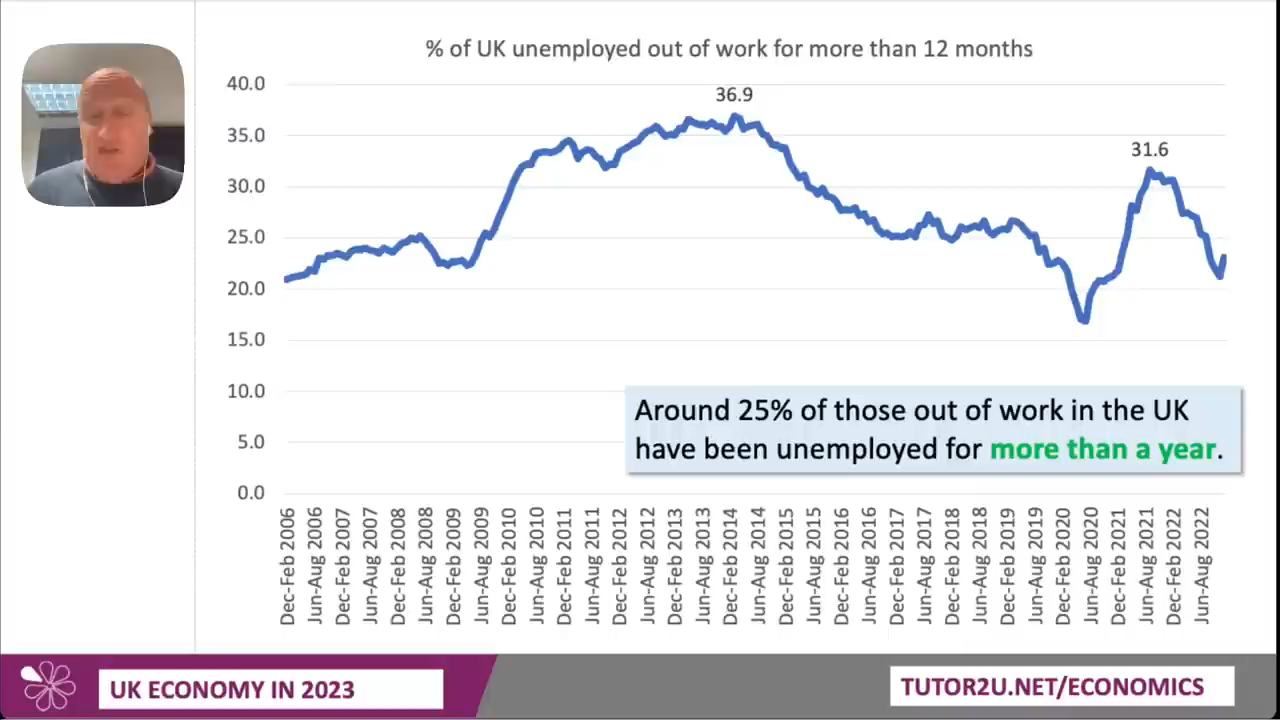 % of UK unemployed out of work for more than 12 months
40.0
35.0
30.0
25.0
20.0
15.0
10.0
5.0
0.0
36.9
31.6
Around 25% of those out of work in the UK
have been unemployed for more than a year.
Dec-Feb 2006
Jun-Aug 2006
Dec-Feb 2007
Jun-Aug 2007
Dec-Feb 2008
Jun-Aug 2008
Dec-Feb 2009
Jun-Aug 2009
Dec-Feb 2010
Jun-Aug 2010
Dec-Feb 2011
Jun-Aug 2011
Dec-Feb 2012
Jun-Aug 2012
Dec-Feb 2013
Jun-Aug 2013
Dec-Feb 2014
Jun-Aug 2014
Dec-Feb 2015
Jun-Aug 2015
Dec-Feb 2016
Jun-Aug 2016
Dec-Feb 2017
Jun-Aug 2017
Dec-Feb 2018
Jun-Aug 2018
Dec-Feb 2019
Jun-Aug 2019
Dec-Feb 2020
Jun-Aug 2020
Dec-Feb 2021
Jun-Aug 2021
Dec-Feb 2022
Jun-Aug 2022
UK ECONOMY IN 2023
TUTOR2U.NET/ECONOMICS